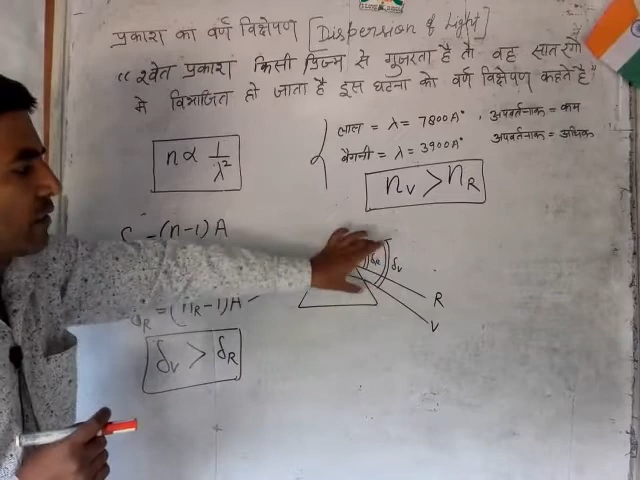 प्रकाश का वर्ण विक्षेपण [Dispersion of Light]
“श्वेत प्रकाश किसी प्रिज्म से गुजरता है तो वह सात रंगो
मे विभाजित हो जाता है इस घटना को वर्ण विक्षेपण कहते है”
लाल = λ = 7800A°, अपवर्तनांक = कम
बैगनी = λ = 3900A° अपवर्तनांक = अधिक
n ∝ 1/λ²
nV > nR
= (n-1) A
δR = (nR-1) A
δV > δR
δR δV
R
V